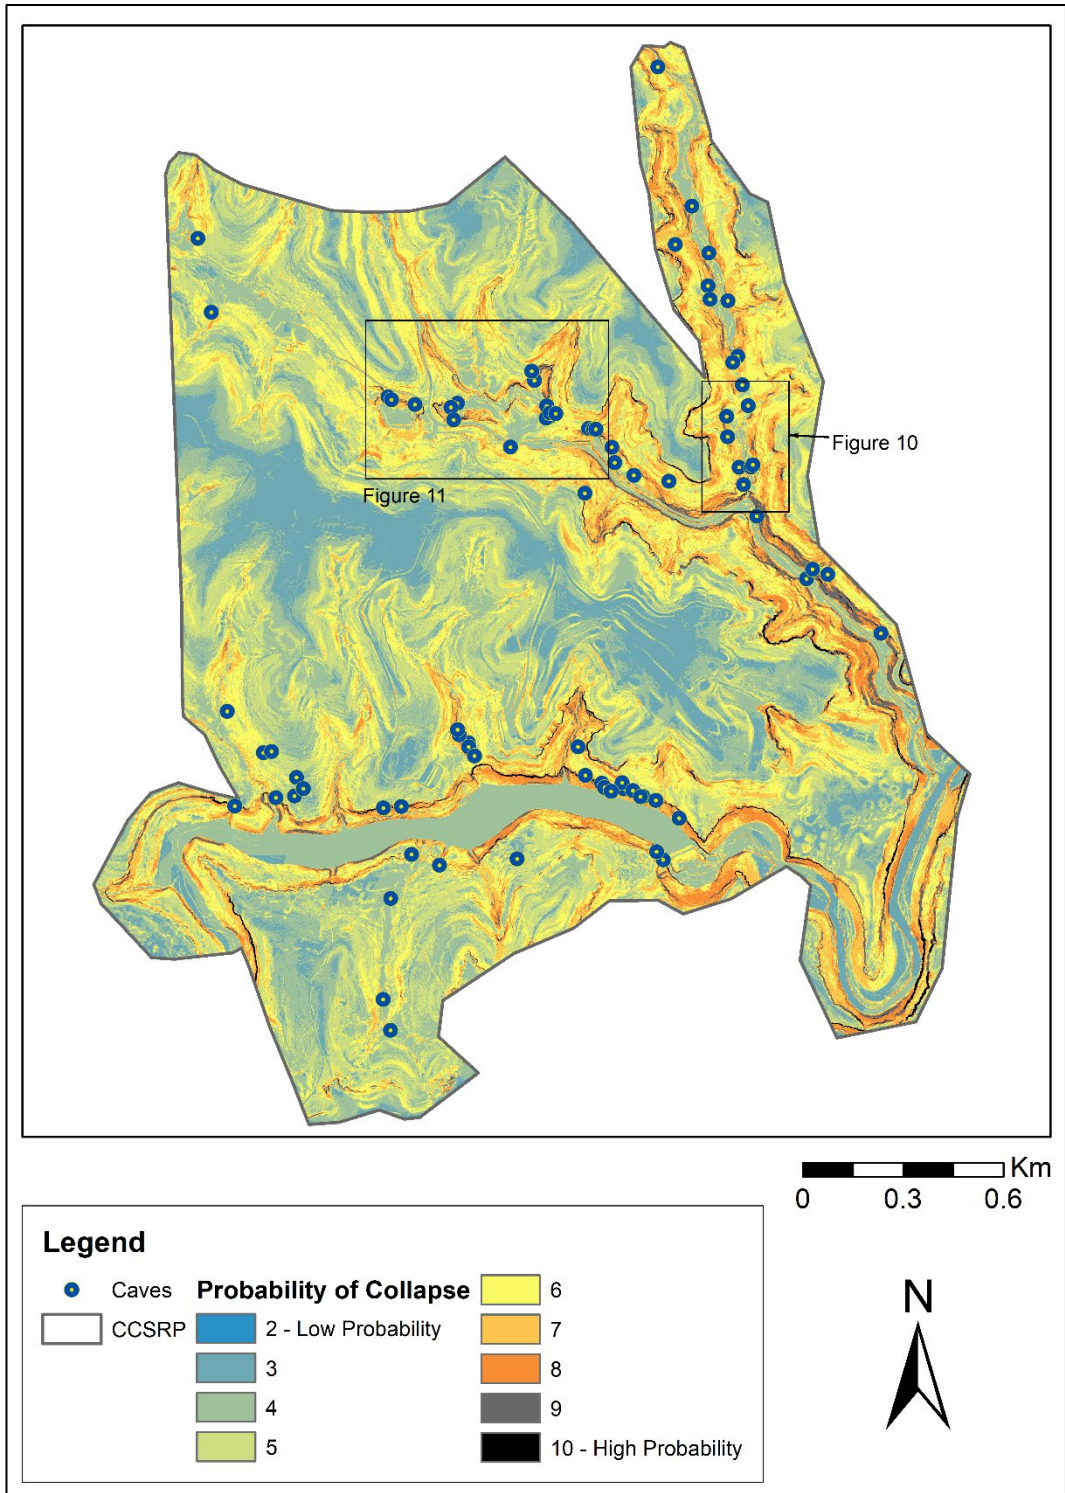 Figure 10
Figure 11
Km
0 0.3 0.6
Legend
Caves
CCSRP
Probability of Collapse
2 - Low Probability
3
4
5
6
7
8
9
10 - High Probability
N